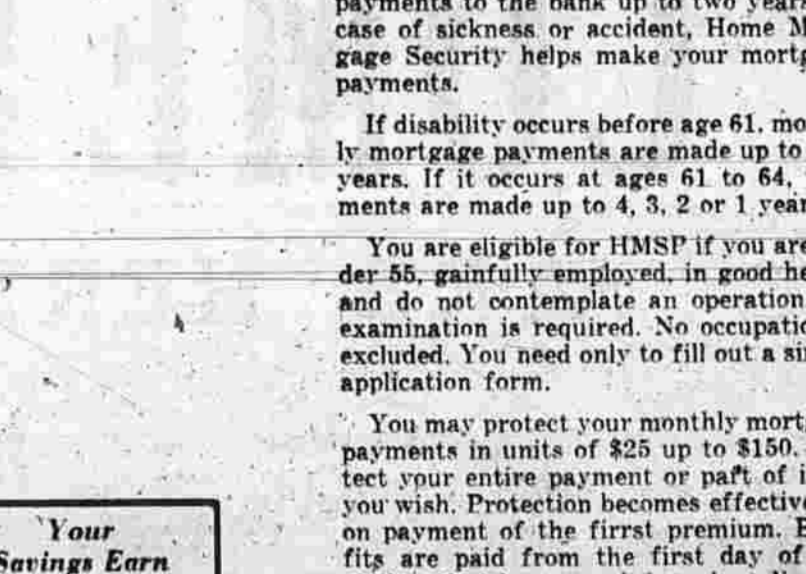 payments to the bank up to two years
case of sickness or accident, Home M
gage Security helps make your mortg
payments.
If disability occurs before age 61, mo
ly mortgage payments are made up to
years. If it occurs at ages 61 to 64,
ments are made up to 4, 3, 2 or 1 year
You are eligible for HMSP if you are
der 55, gainfully employed, in good he
and do not contemplate an operation
examination is required. No occupatio
excluded. You need only to fill out a si
application form.
You may protect your monthly mort
payments in units of $25 up to $150.
tect your entire payment or part of i
you wish. Protection becomes effective
on payment of the firrst premium. B
fits are paid from the first day of
Your
Savings Earn